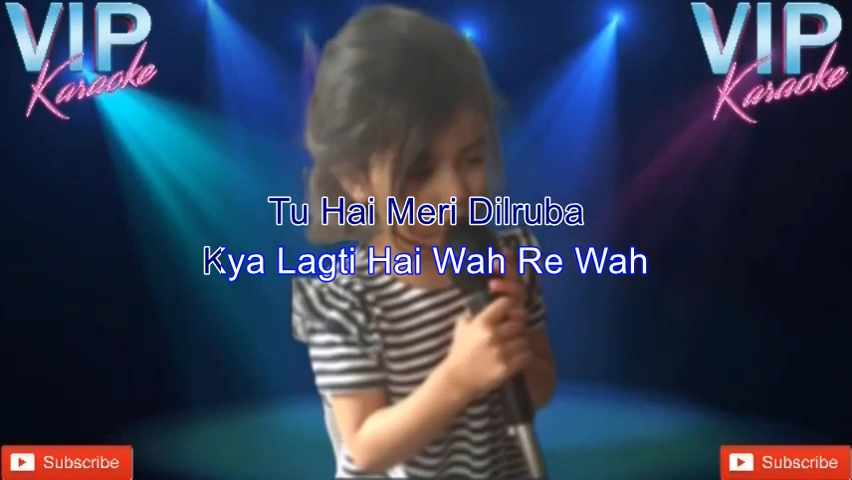 VIP
Karaoke
VIP
Karaoke
Tu Hai Meri Dilruba
Kya Lagti Hai Wah Re Wah
Subscribe
Subscribe